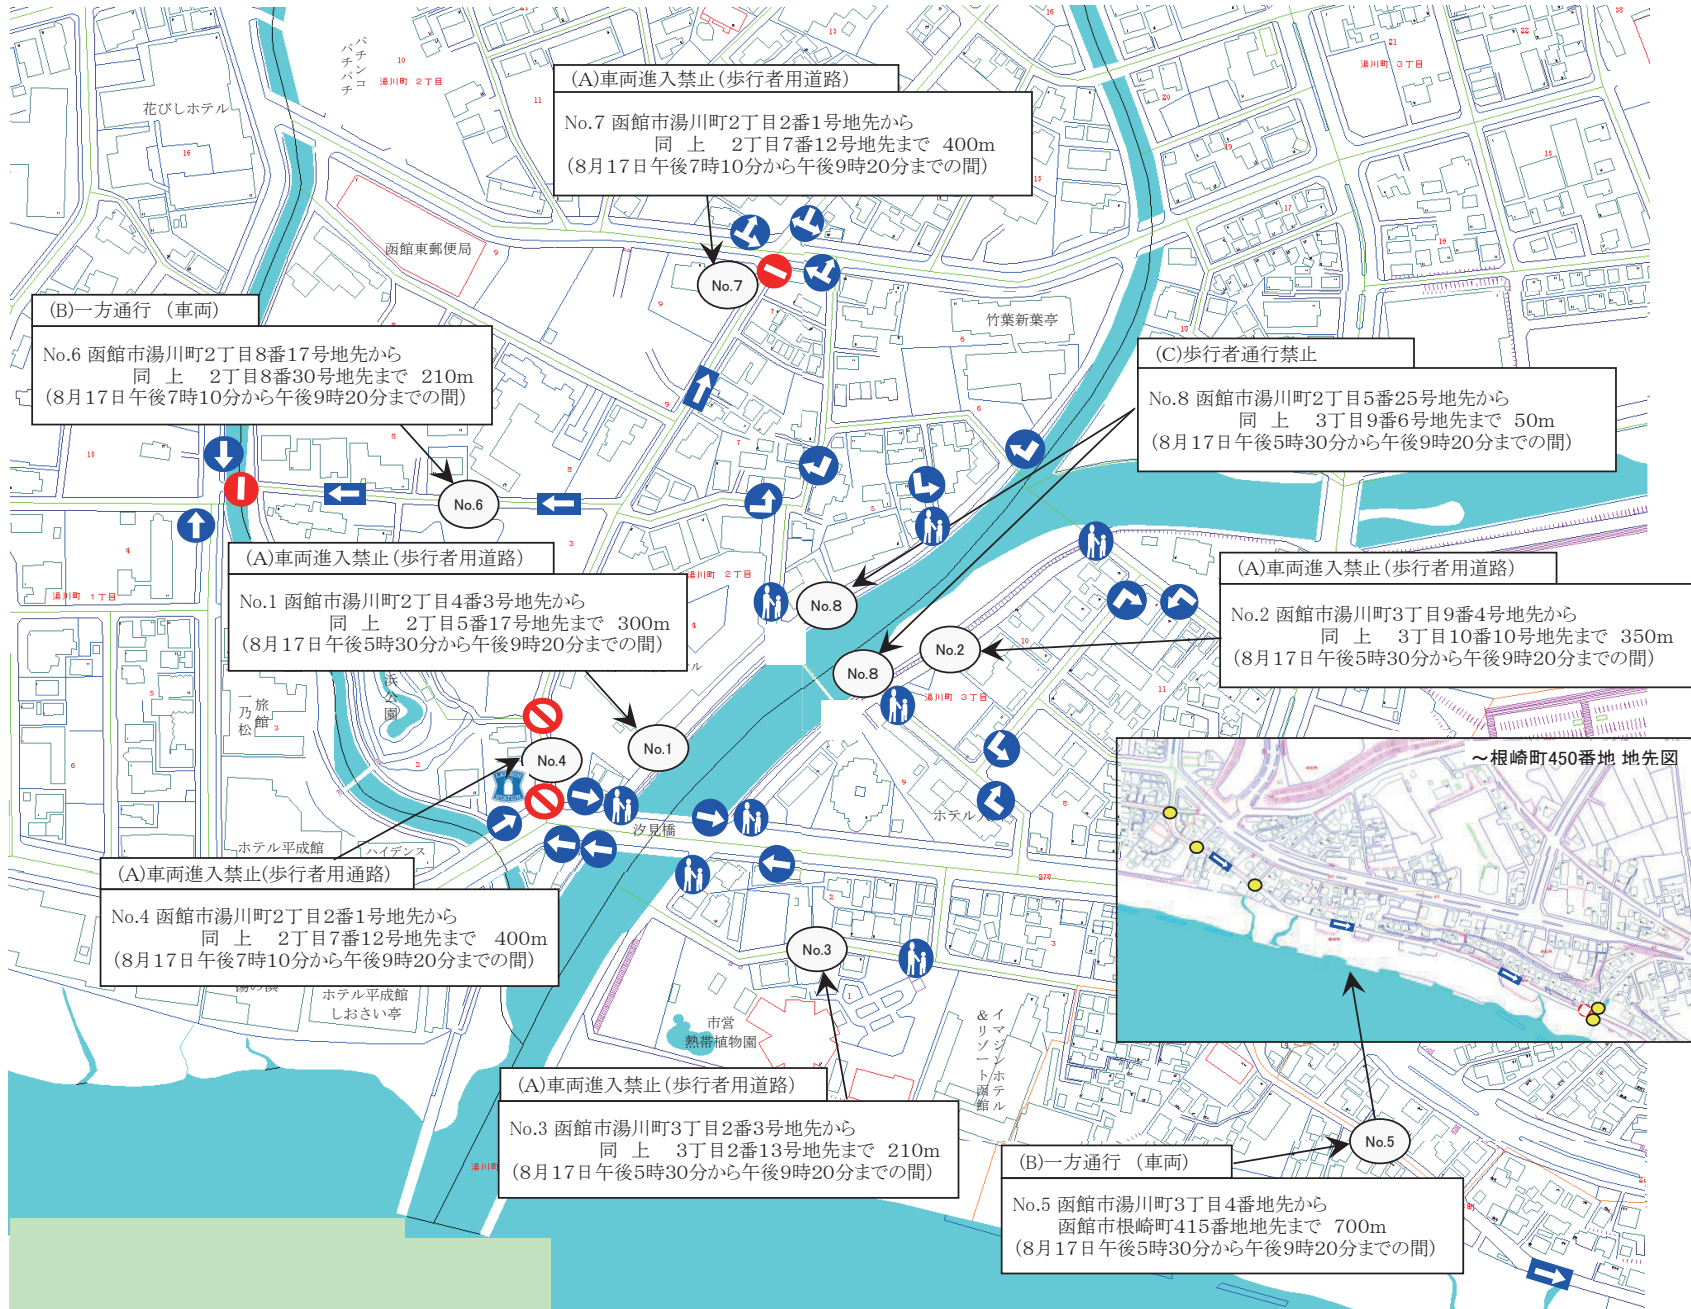 パチンコ
パチパチ
花びしホテル
湯川町 2丁目
湯川町 3丁目
(A)車両進入禁止(歩行者用道路)
No.7 函館市湯川町2丁目2番1号地先から
同 上 2丁目7番12号地先まで 400m
(8月17日午後7時10分から午後9時20分までの間)
函館東郵便局
No.7
竹葉新葉亭
(B)一方通行 (車両)
No.6 函館市湯川町2丁目8番17号地先から
同 上 2丁目8番30号地先まで 210m
(8月17日午後7時10分から午後9時20分までの間)
No.6
(C)歩行者通行禁止
No.8 函館市湯川町2丁目5番25号地先から
同 上 3丁目9番6号地先まで 50m
(8月17日午後5時30分から午後9時20分までの間)
(A)車両進入禁止(歩行者用道路)
No.1 函館市湯川町2丁目4番3号地先から
同 上 2丁目5番17号地先まで 300m
(8月17日午後5時30分から午後9時20分までの間)
湯川町 1丁目
湯川町 2丁目
No.8
No.8
No.2
(A)車両進入禁止(歩行者用道路)
No.2 函館市湯川町3丁目9番4号地先から
同 上 3丁目10番10号地先まで 350m
(8月17日午後5時30分から午後9時20分までの間)
湯川町 3丁目
浜公園
旅館
一乃松
No.1
No.4
~根崎町450番地 地先図
汐見橋
ホテル平成館
ハイデンス
(A)車両進入禁止(歩行者用通路)
No.4 函館市湯川町2丁目2番1号地先から
同 上 2丁目7番12号地先まで 400m
(8月17日午後7時10分から午後9時20分までの間)
ホテル平成館
しおさい亭
No.3
市営
熱帯植物園
イマジンホテル
&リゾート函館
(A)車両進入禁止(歩行者用道路)
No.3 函館市湯川町3丁目2番3号地先から
同 上 3丁目2番13号地先まで 210m
(8月17日午後5時30分から午後9時20分までの間)
No.5
(B)一方通行 (車両)
No.5 函館市湯川町3丁目4番地先から
函館市根崎町415番地地先まで 700m
(8月17日午後5時30分から午後9時20分までの間)